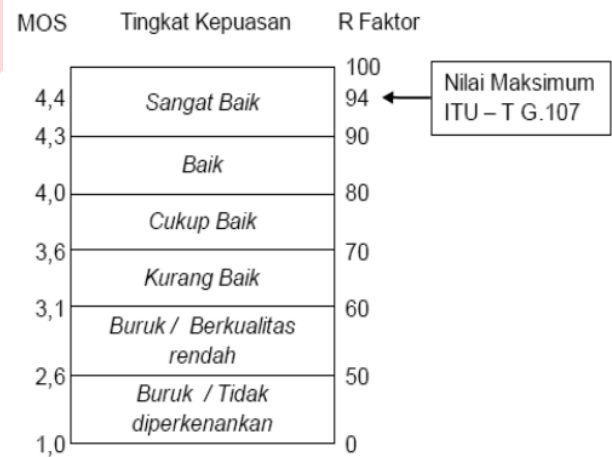 MOS Tingkat Kepuasan R Faktor
100
4,4 Sangat Baik 94 Nilai Maksimum
ITU – T G.107
4,3 90
Baik
4,0 80
Cukup Baik
3,6 70
Kurang Baik
3,1 60
Buruk / Berkualitas
rendah
2,6 50
Buruk / Tidak
diperkenankan
1,0 0